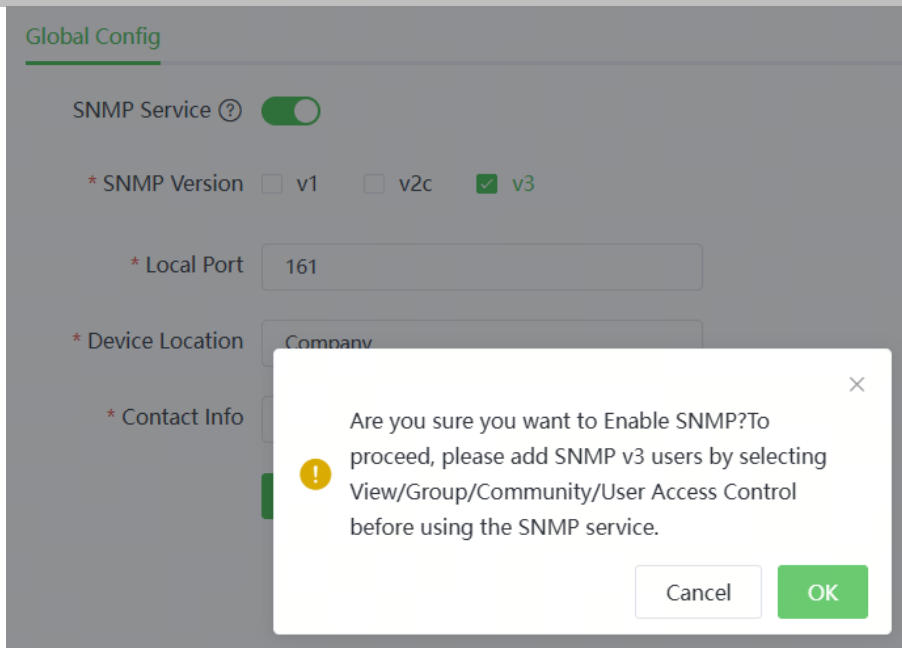 Global Config
SNMP Service
* SNMP Version v1 v2c v3
* Local Port 161
* Device Location Company
* Contact Info
Are you sure you want to Enable SNMP?To
proceed, please add SNMP v3 users by selecting
View/Group/Community/User Access Control
before using the SNMP service.
Cancel OK